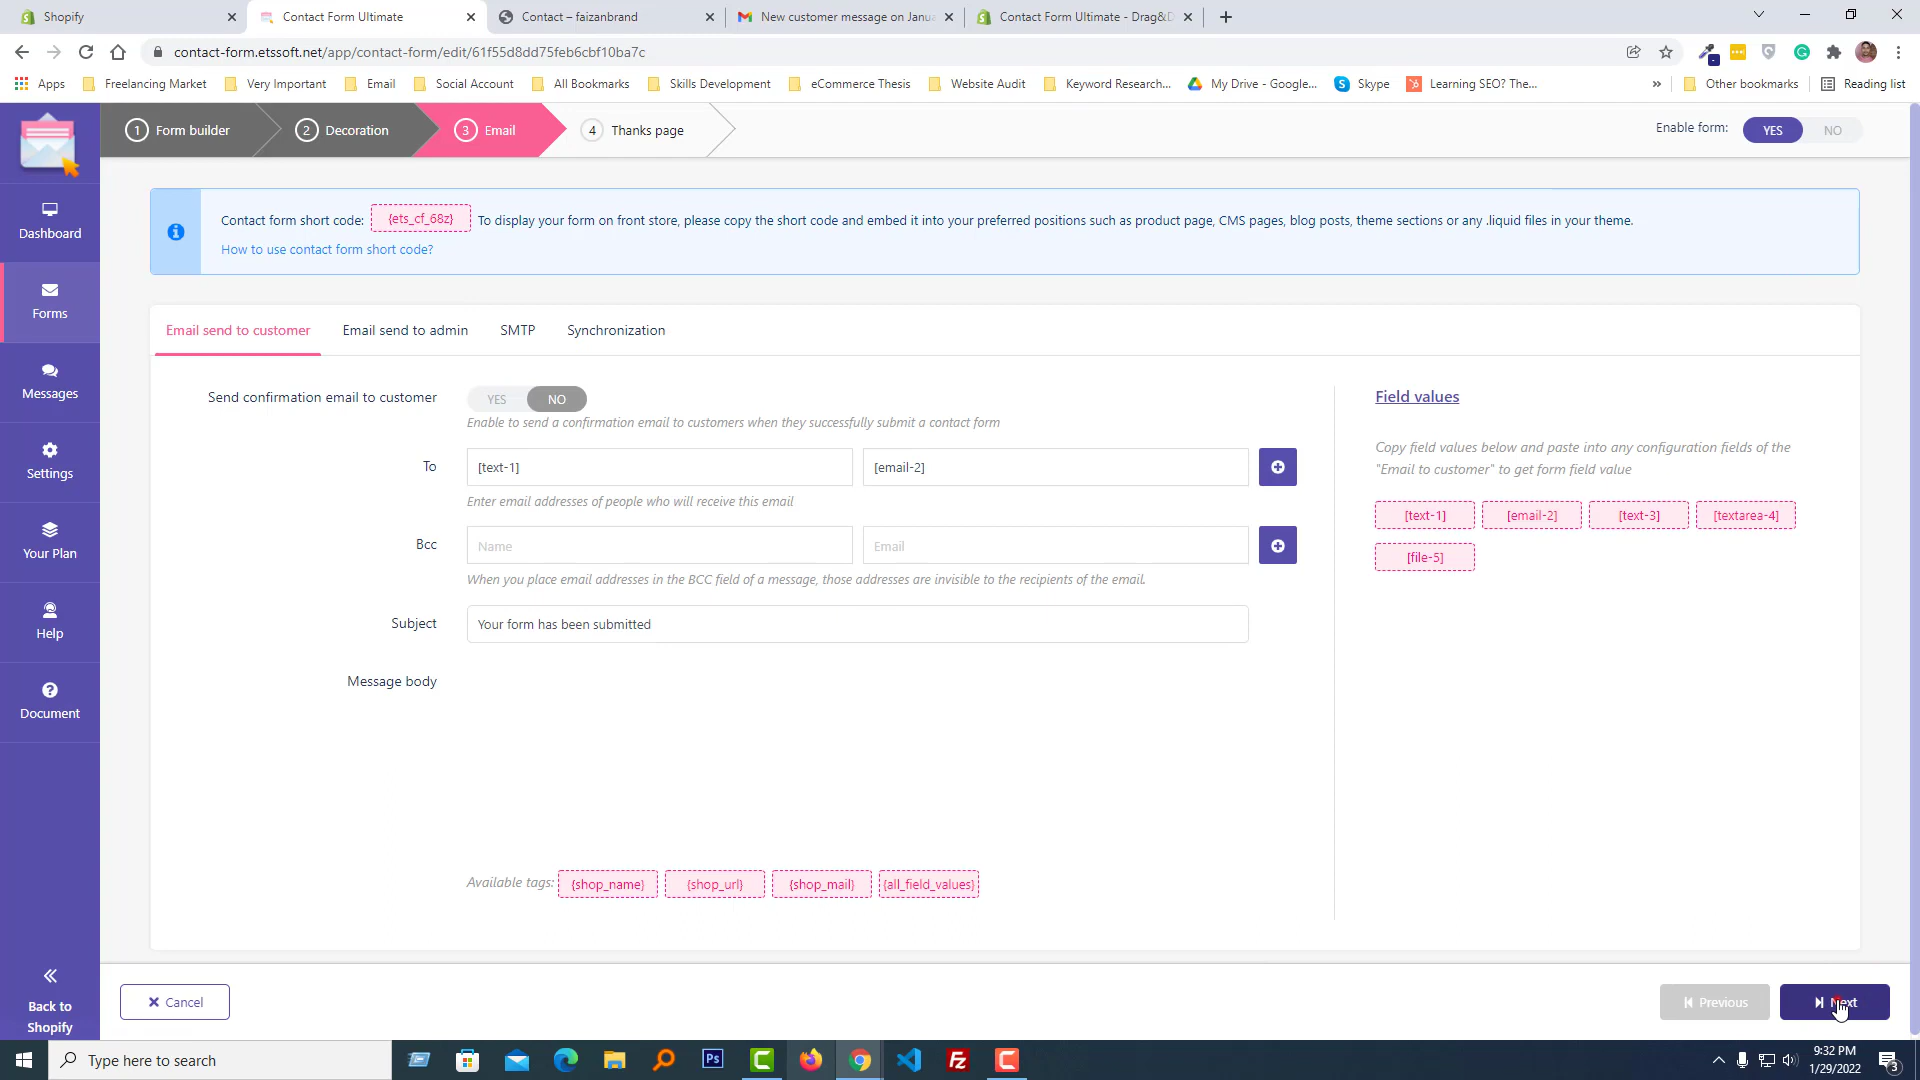 Shopify
Contact Form Ultimate
Contact – faizanbrand
New customer message on Janua
Contact Form Ultimate - Drag&D
contact-form.etssoft.net/app/contact-form/edit/61f55d8dd75feb6cbf10ba7c
Apps
Freelancing Market
Very Important
Email
Social Account
All Bookmarks
Skills Development
eCommerce Thesis
Website Audit
Keyword Research...
My Drive - Google...
Skype
Learning SEO? The...
»
Other bookmarks
Reading list
1 Form builder
2 Decoration
3 Email
4 Thanks page
Enable form: YES NO
Dashboard
Forms
Messages
Settings
Your Plan
Help
Document
Back to
Shopify
Contact form short code: {ets_cf_68z} To display your form on front store, please copy the short code and embed it into your preferred positions such as product page, CMS pages, blog posts, theme sections or any .liquid files in your theme.
How to use contact form short code?
Email send to customer
Email send to admin
SMTP
Synchronization
Send confirmation email to customer YES NO
Enable to send a confirmation email to customers when they successfully submit a contact form
To [text-1] [email-2]
Enter email addresses of people who will receive this email
Bcc Name Email
When you place email addresses in the BCC field of a message, those addresses are invisible to the recipients of the email.
Subject Your form has been submitted
Message body
Available tags: {shop_name} {shop_url} {shop_mail} {all_field_values}
Field values
Copy field values below and paste into any configuration fields of the
"Email to customer" to get form field value
[text-1] [email-2] [text-3] [textarea-4]
[file-5]
Cancel
Previous
Next
Type here to search
Ps
Fz
9:32 PM
1/29/2022
3